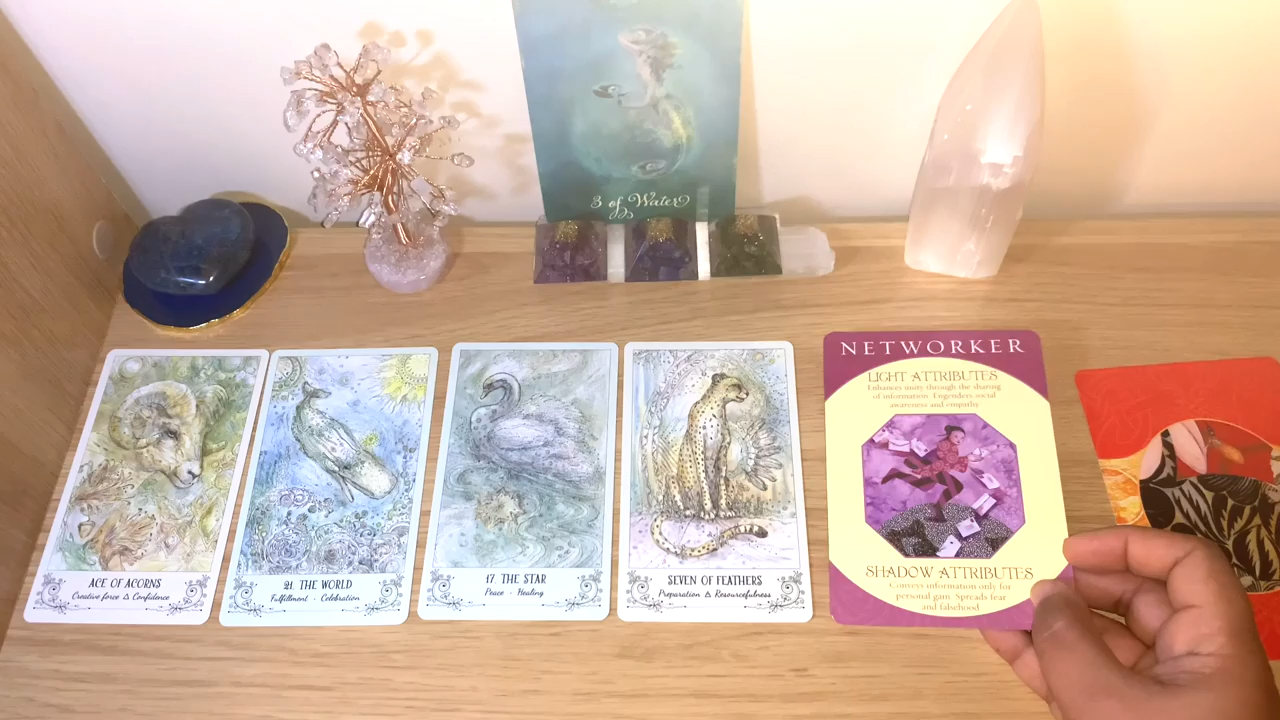 3 of Water
ACE OF ACORNS
Creative force Δ Confidence
21 THE WORLD
Fulfillment · Celebration
17 THE STAR
Peace · Healing
SEVEN OF FEATHERS
Preparation Δ Resourcefulness
NETWORKER
LIGHT ATTRIBUTES
Enhances unity through the sharing
of information. Engenders social
awareness and empathy
SHADOW ATTRIBUTES
Conveys information only for
personal gain. Spreads fear
and falsehood